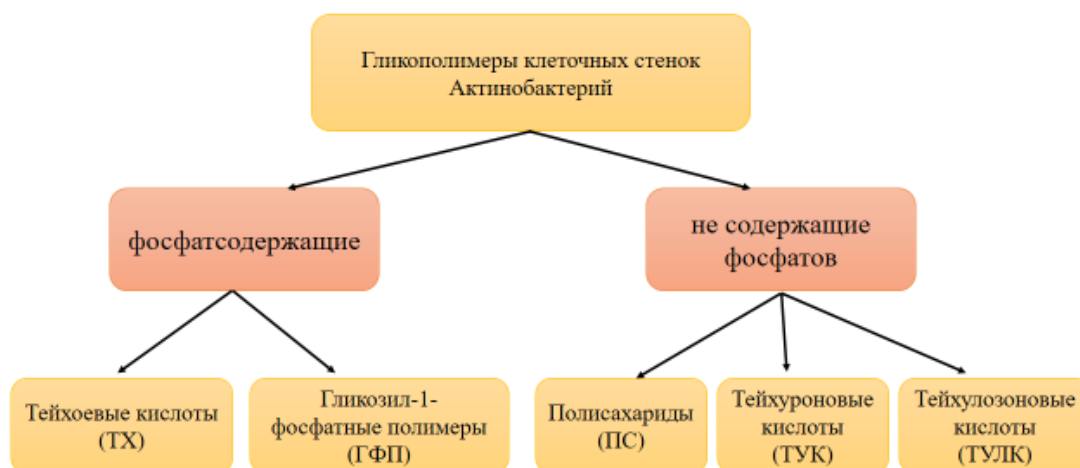 Гликополимеры клеточных стенок
Актинобактерий
фосфатсодержащие
не содержащие
фосфатов
Тейхоевые кислоты
(ТХ)
Гликозил-1-
фосфатные полимеры
(ГФП)
Полисахариды
(ПС)
Тейхуроновые
кислоты
(ТУК)
Тейхулозоновые
кислоты
(ТУЛК)